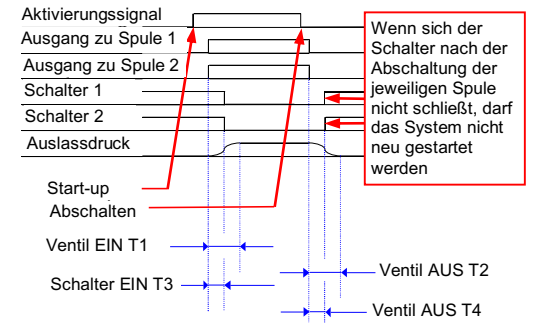 Aktivierungssignal
Ausgang zu Spule 1
Ausgang zu Spule 2
Schalter 1
Schalter 2
Auslassdruck
Wenn sich der
Schalter nach der
Abschaltung der
jeweiligen Spule
nicht schließt, darf
das System nicht
neu gestartet
werden
Start-up
Abschalten
Ventil EIN T1
Schalter EIN T3
Ventil AUS T2
Ventil AUS T4